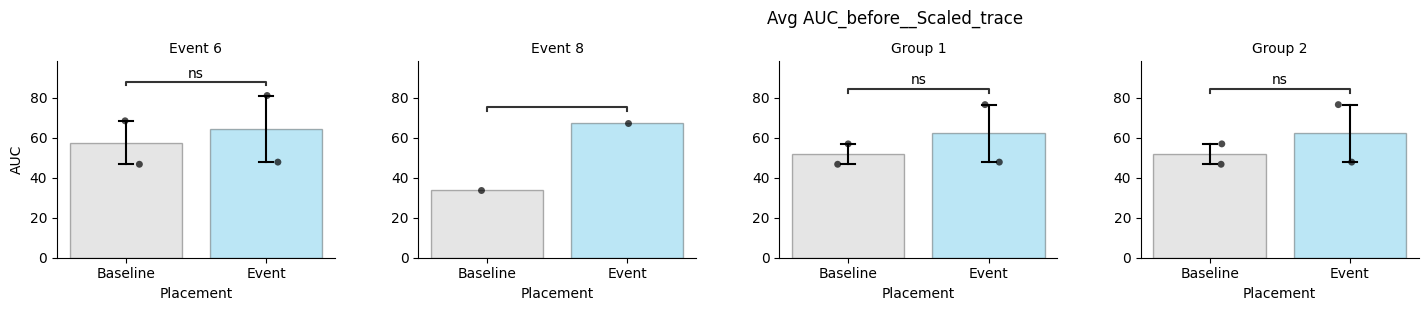 Avg AUC_before__Scaled_trace
Event 6
Event 8
Group 1
Group 2
ns
ns
ns
AUC
80
60
40
20
0
Baseline
Event
Placement
80
60
40
20
0
Baseline
Event
Placement
80
60
40
20
0
Baseline
Event
Placement
80
60
40
20
0
Baseline
Event
Placement